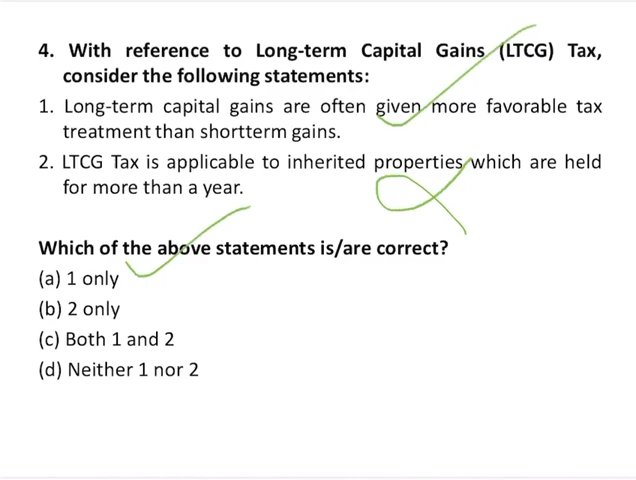 4. With reference to Long-term Capital Gains (LTCG) Tax,
consider the following statements:
1. Long-term capital gains are often given more favorable tax
treatment than shortterm gains.
2. LTCG Tax is applicable to inherited properties which are held
for more than a year.
Which of the above statements is/are correct?
(a) 1 only
(b) 2 only
(c) Both 1 and 2
(d) Neither 1 nor 2